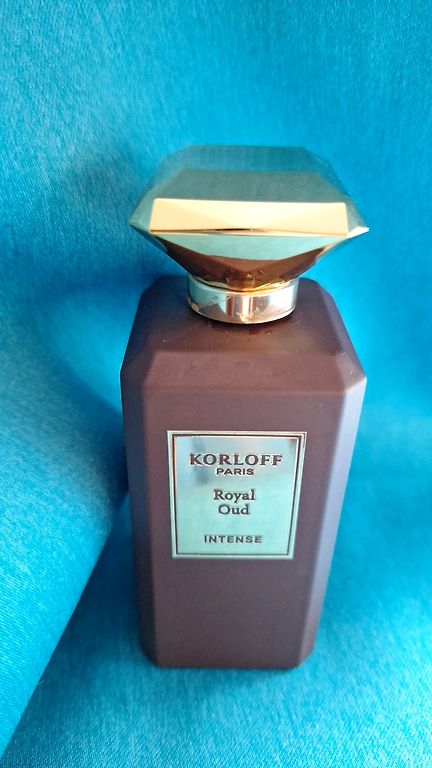 KORLOFF
PARIS
Royal
Oud
INTENSE